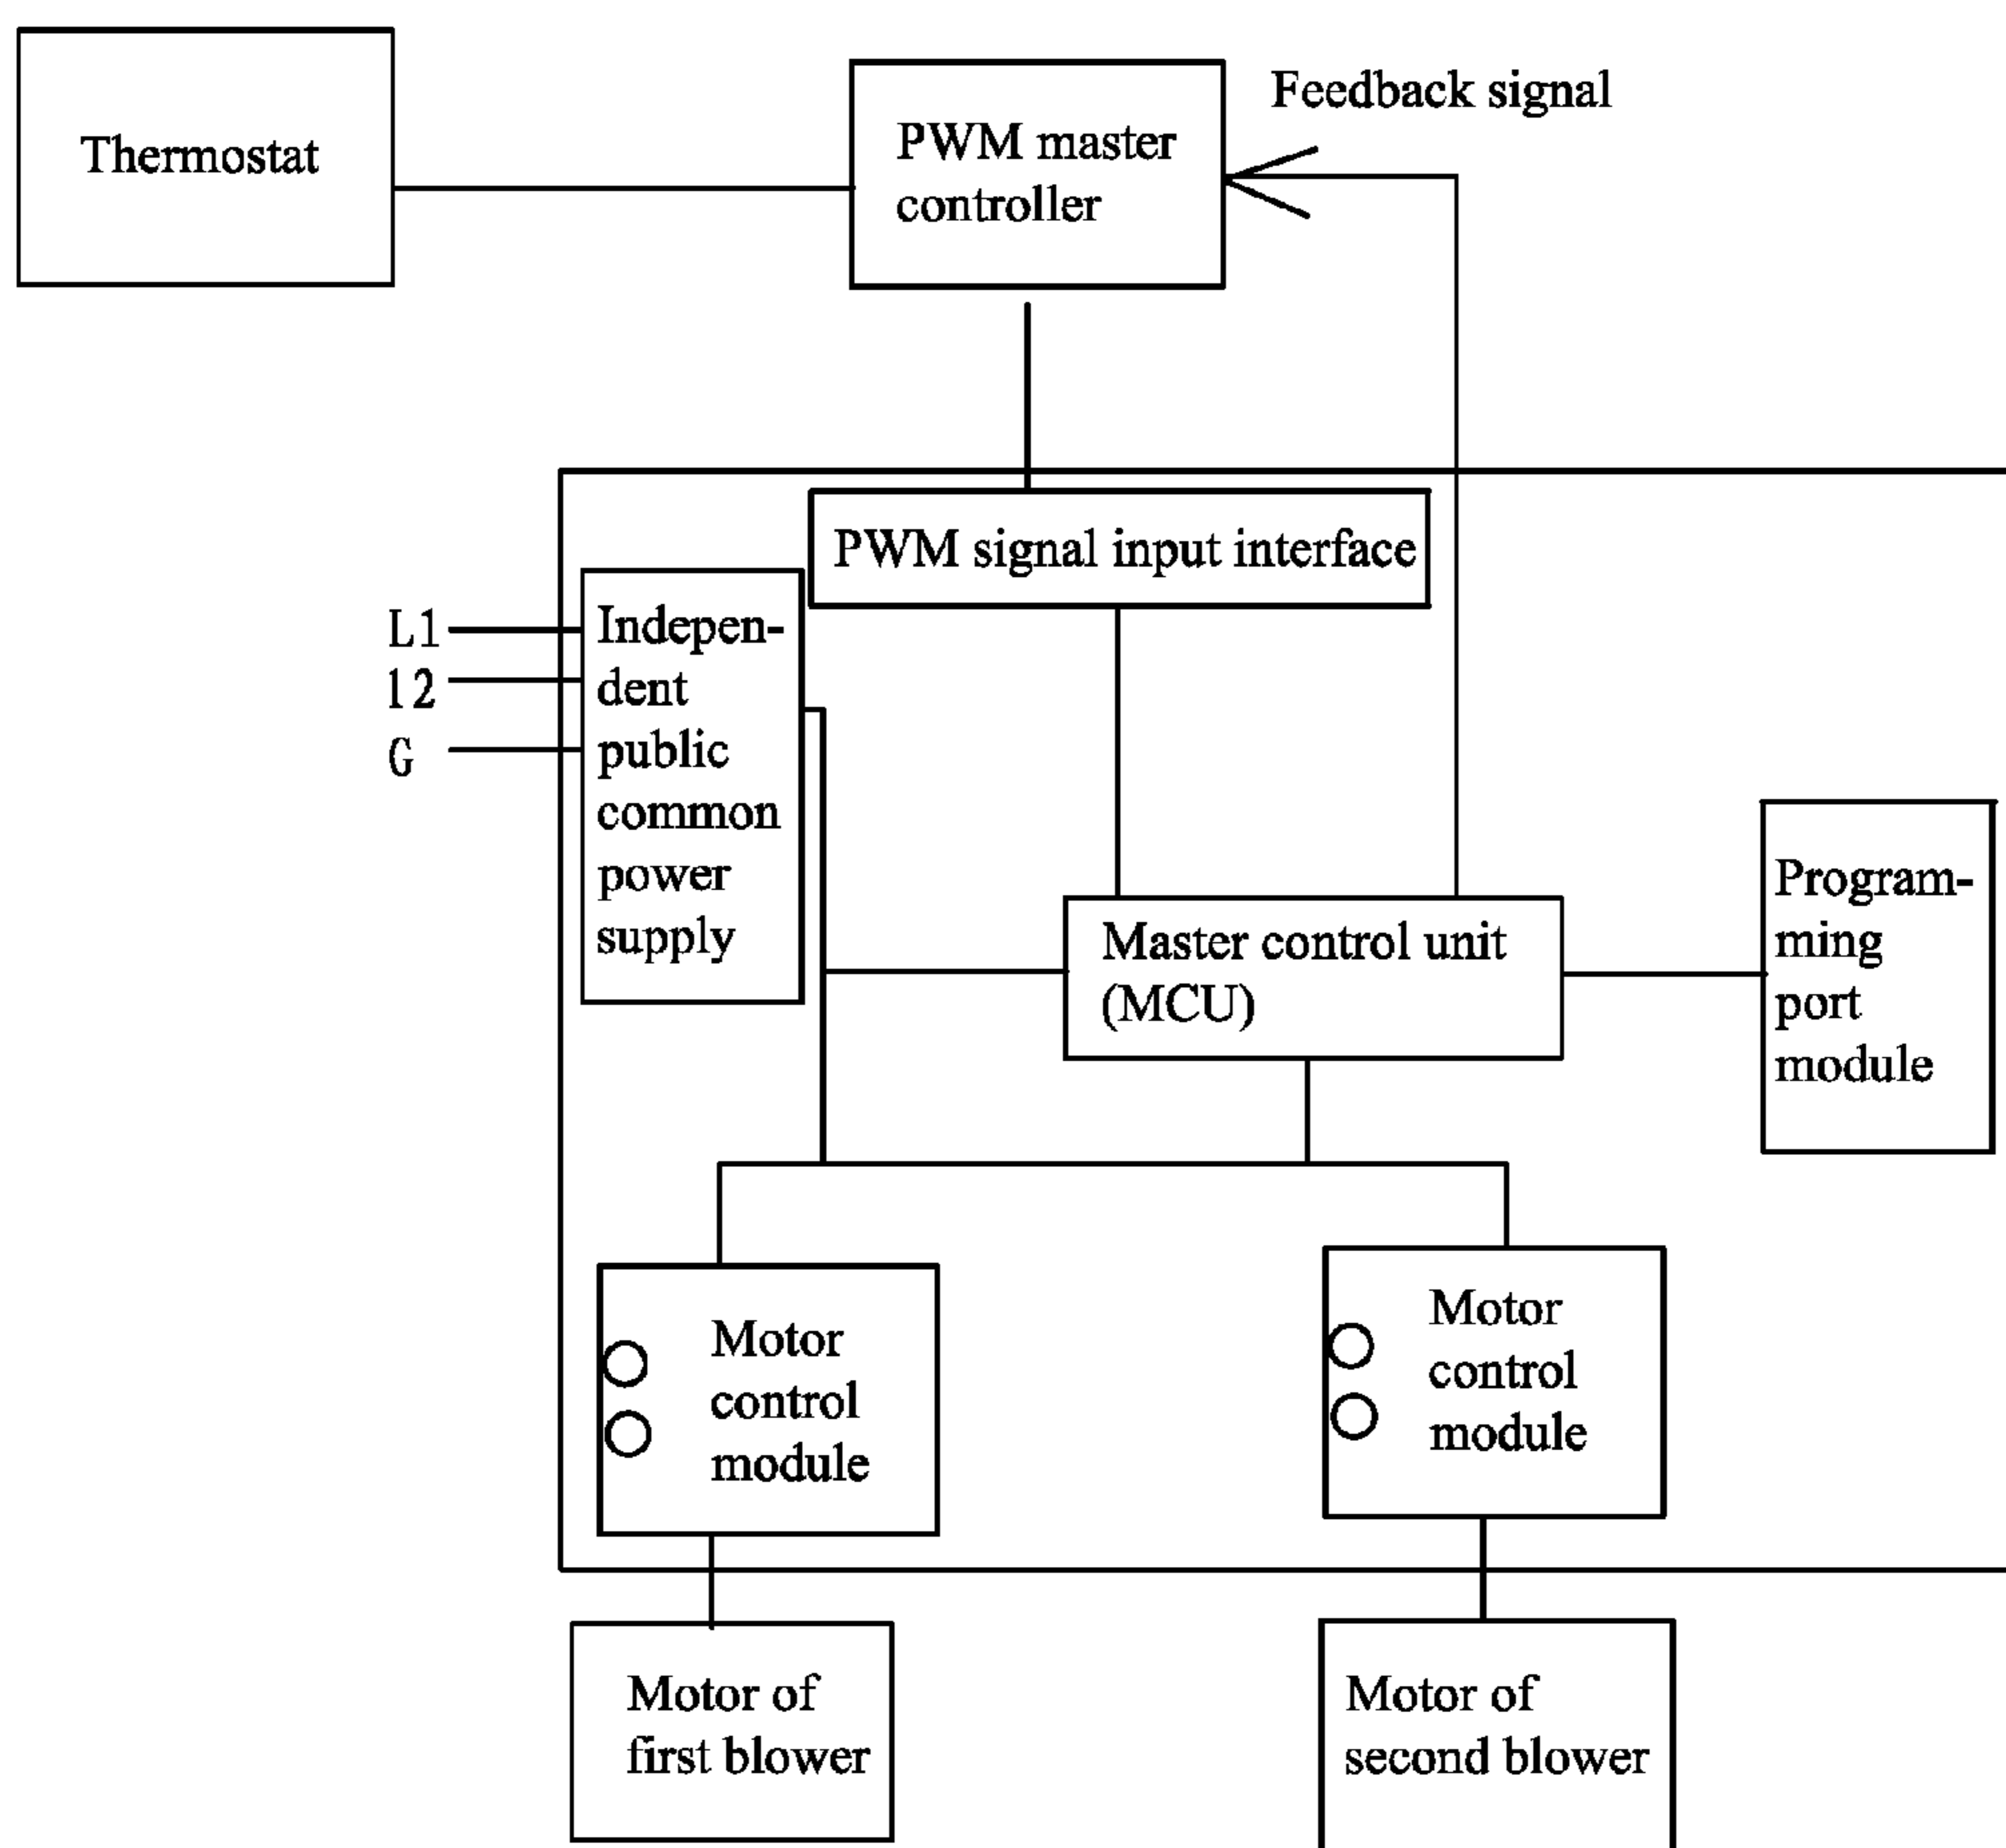 Thermostat
PWM master
controller
Feedback signal
PWM signal input interface
L1
12
G
Indepen-
dent
public
common
power
supply
Master control unit
(MCU)
Program-
ming
port
module
Motor
control
module
Motor
control
module
Motor of
first blower
Motor of
second blower